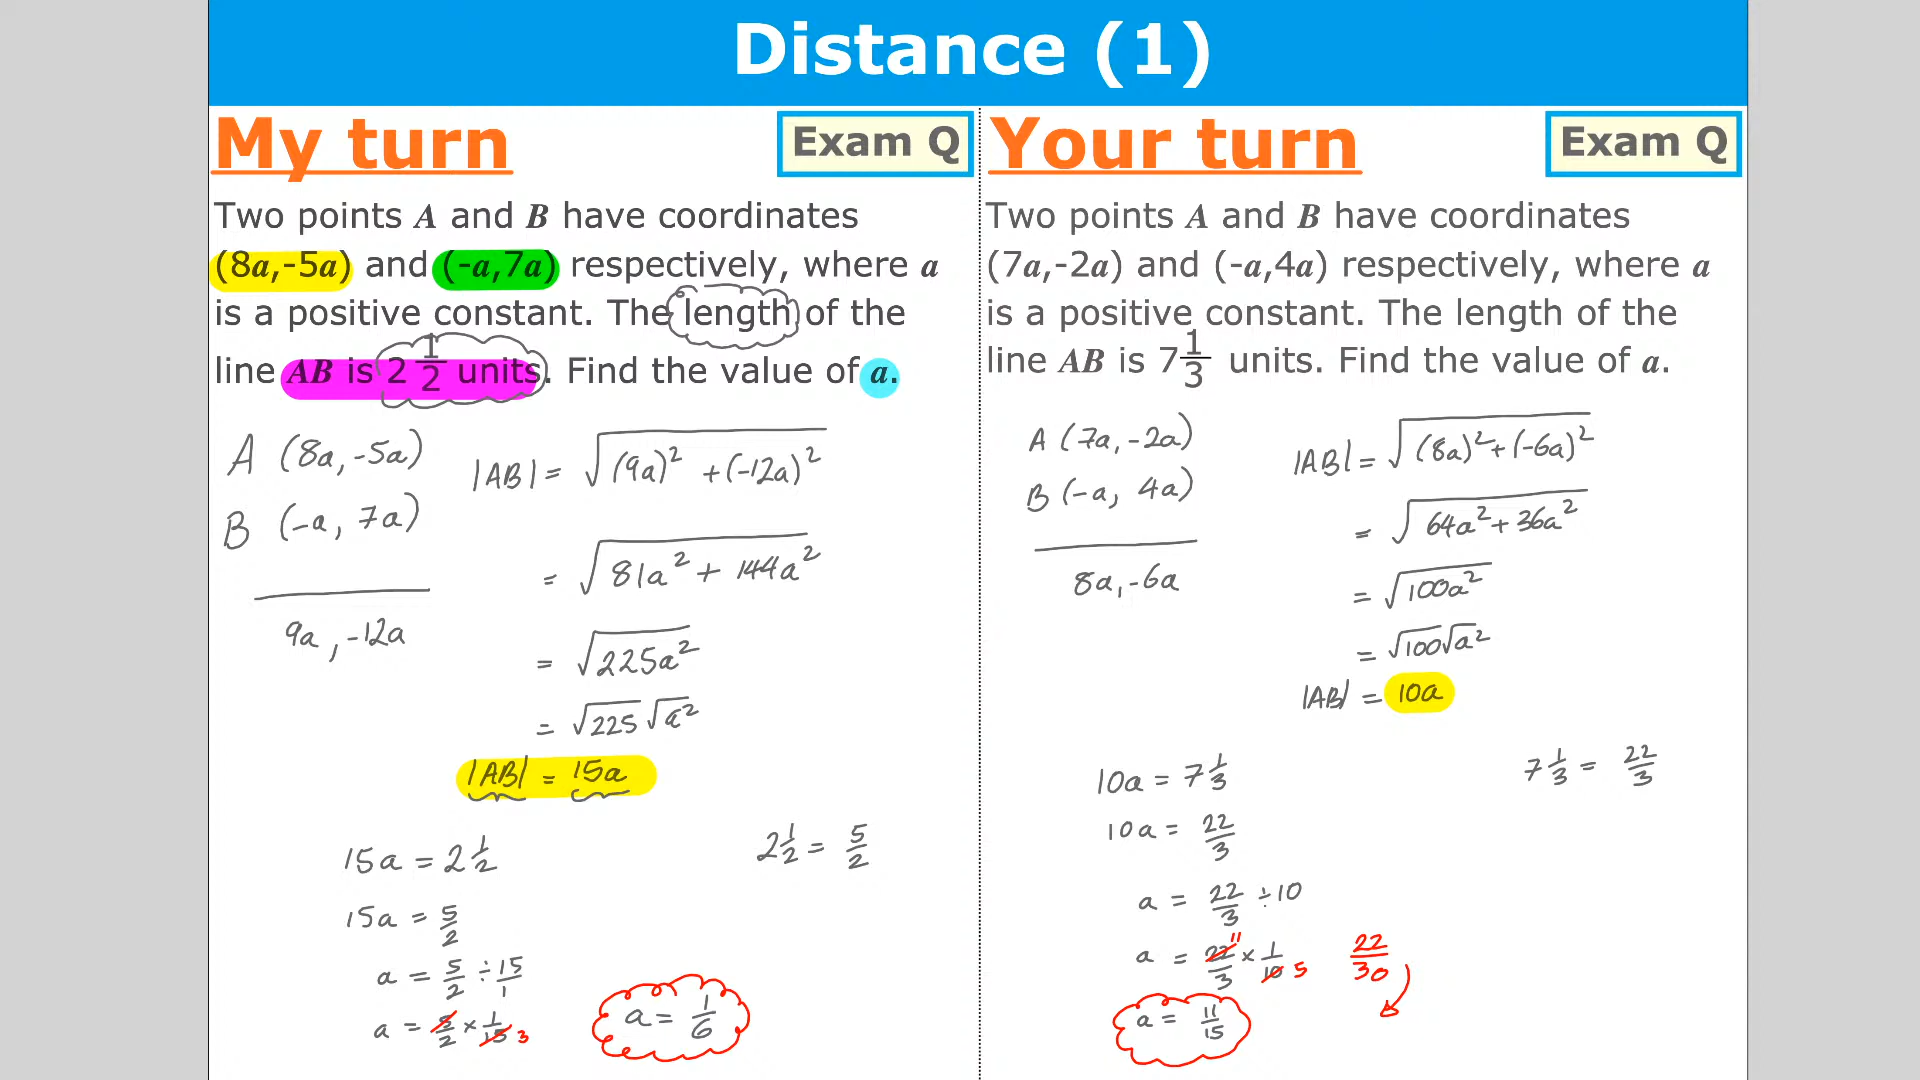 Distance (1)
My turn
Exam Q
Two points A and B have coordinates
(8a,-5a) and (-a,7a) respectively, where a
is a positive constant. The length of the
line AB is 2 1/2 units. Find the value of a.
A (8a, -5a)
B (-a, 7a)
9a, -12a
|AB| = √((9a)² + (-12a)²)
= √(81a² + 144a²)
= √(225a²)
= √225 √a²
|AB| = 15a
15a = 2 1/2
2 1/2 = 5/2
15a = 5/2
a = 5/2 ÷ 15/1
a = 5/2 × 1/15 3
a = 1/6
Your turn
Exam Q
Two points A and B have coordinates
(7a,-2a) and (-a,4a) respectively, where a
is a positive constant. The length of the
line AB is 7 1/3 units. Find the value of a.
A (7a, -2a)
B (-a, 4a)
8a, -6a
|AB| = √((8a)² + (-6a)²)
= √(64a² + 36a²)
= √(100a²)
= √100 √a²
|AB| = 10a
10a = 7 1/3
7 1/3 = 22/3
10a = 22/3
a = 22/3 ÷ 10
a = 22/3 11 × 1/10 5
22/30
a = 11/15